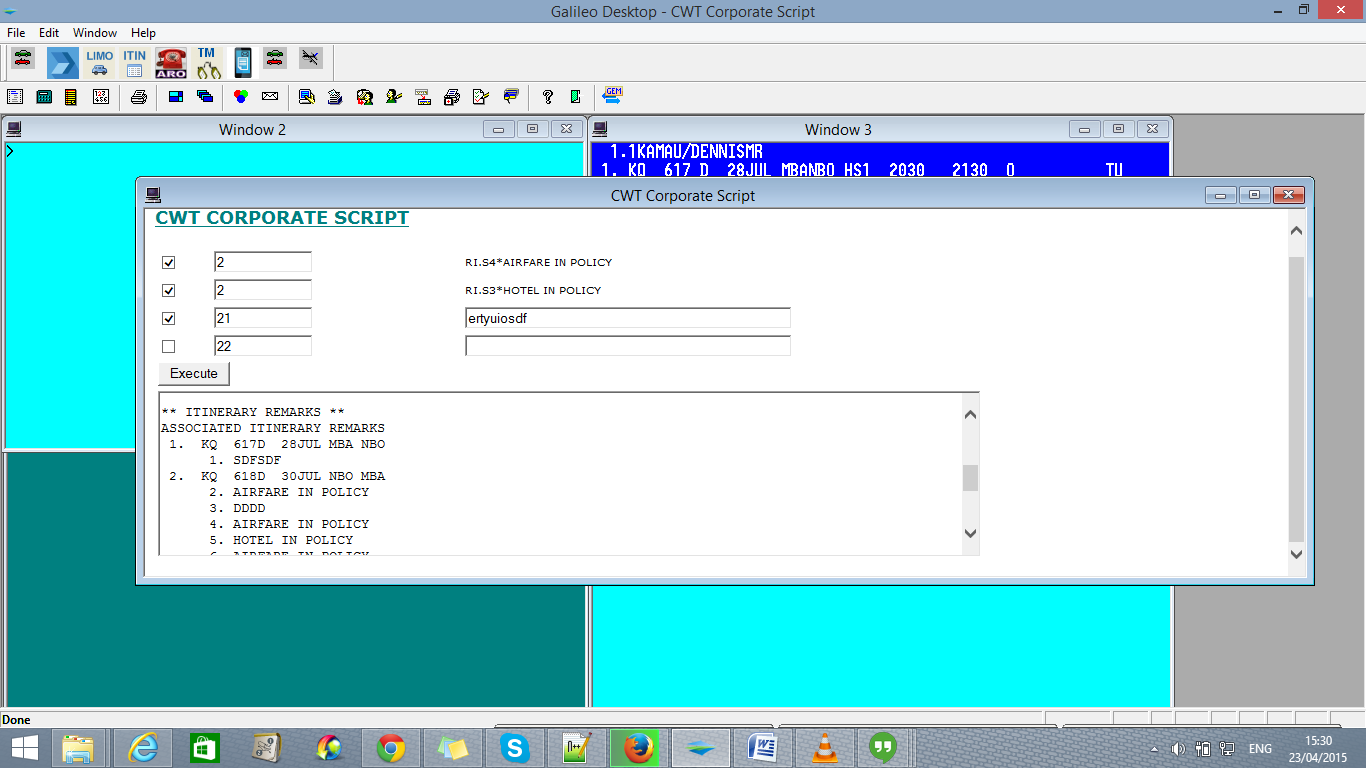 Galileo Desktop - CWT Corporate Script
File Edit Window Help
LIMO ITIN ARO TM
GEM
Window 2
Window 3
>
1.1KAMAU/DENNISMR
1. KQ 617 D 28JUL MBANBO HS1 2030 2130 O TU
CWT Corporate Script
CWT CORPORATE SCRIPT
2 RI.S4*AIRFARE IN POLICY
2 RI.S3*HOTEL IN POLICY
21 ertyuiosdf
22
Execute
** ITINERARY REMARKS **
ASSOCIATED ITINERARY REMARKS
1. KQ 617D 28JUL MBA NBO
1. SDFSDF
2. KQ 618D 30JUL NBO MBA
2. AIRFARE IN POLICY
3. DDDD
4. AIRFARE IN POLICY
5. HOTEL IN POLICY
6. AIRFARE IN POLICY
Done
ENG
15:30
23/04/2015